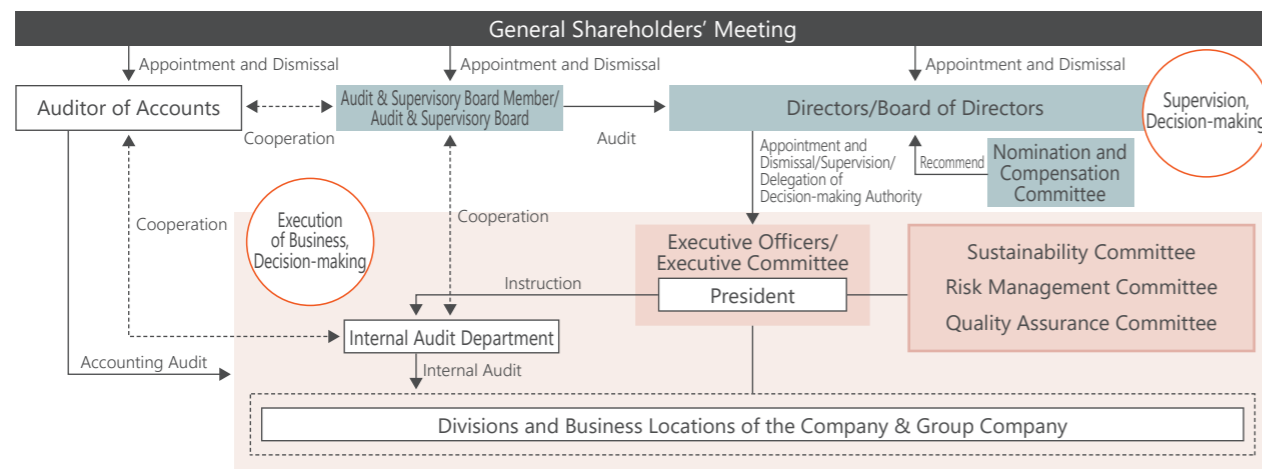 General Shareholders' Meeting
Appointment and Dismissal
Appointment and Dismissal
Appointment and Dismissal
Auditor of Accounts
Cooperation
Audit & Supervisory Board Member/
Audit & Supervisory Board
Audit
Directors/Board of Directors
Supervision,
Decision-making
Appointment and
Dismissal/Supervision/
Delegation of
Decision-making Authority
Recommend
Nomination and
Compensation
Committee
Cooperation
Execution
of Business,
Decision-making
Cooperation
Executive Officers/
Executive Committee
President
Sustainability Committee
Risk Management Committee
Quality Assurance Committee
Instruction
Internal Audit Department
Accounting Audit
Internal Audit
Divisions and Business Locations of the Company & Group Company